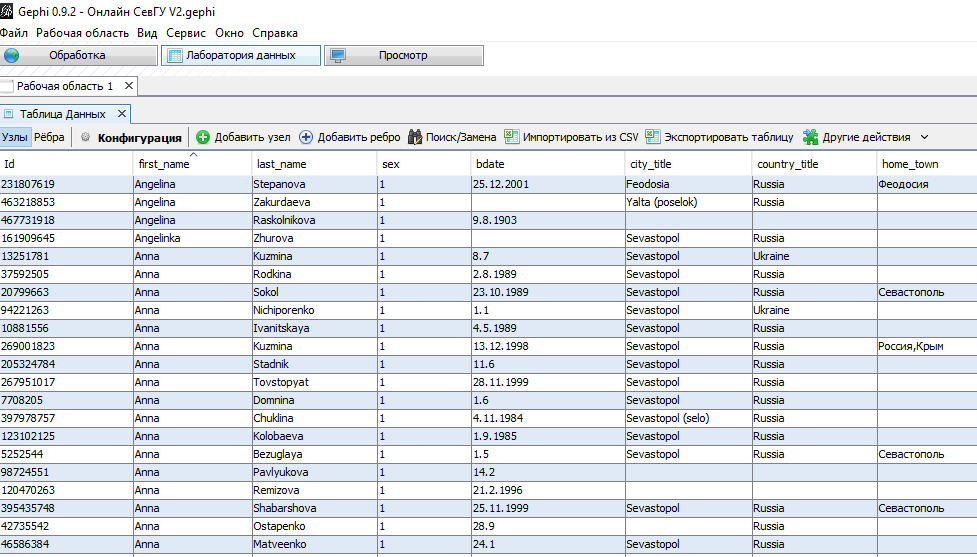 Gephi 0.9.2 - Онлайн СевГУ V2.gephi
Файл Рабочая область Вид Сервис Окно Справка
Обработка Лаборатория данных Просмотр
Рабочая область 1 ×
Таблица Данных ×
Узлы Рёбра Конфигурация Добавить узел Добавить ребро Поиск/Замена Импортировать из CSV Экспортировать таблицу Другие действия
Id first_name last_name sex bdate city_title country_title home_town
231807619 Angelina Stepanova 1 25.12.2001 Feodosia Russia Феодосия
463218853 Angelina Zakurdaeva 1 Yalta (poselok) Russia
467731918 Angelina Raskolnikova 1 9.8.1903
161909645 Angelinka Zhurova 1 Sevastopol Russia
13251781 Anna Kuzmina 1 8.7 Sevastopol Ukraine
37592505 Anna Rodkina 1 2.8.1989 Sevastopol Russia
20799663 Anna Sokol 1 23.10.1989 Sevastopol Russia Севастополь
94221263 Anna Nichiporenko 1 1.1 Sevastopol Ukraine
10881556 Anna Ivanitskaya 1 4.5.1989 Sevastopol Russia
269001823 Anna Kuzmina 1 13.12.1998 Sevastopol Russia Россия,Крым
205324784 Anna Stadnik 1 11.6 Sevastopol Russia
267951017 Anna Tovstopyat 1 28.11.1999 Sevastopol Russia
7708205 Anna Domnina 1 1.6 Sevastopol Russia
397978757 Anna Chuklina 1 4.11.1984 Sevastopol (selo) Russia
123102125 Anna Kolobaeva 1 1.9.1985 Sevastopol Russia
5252544 Anna Bezuglaya 1 1.5 Sevastopol Russia Севастополь
98724551 Anna Pavlyukova 1 14.2
120470263 Anna Remizova 1 21.2.1996
395435748 Anna Shabarshova 1 25.11.1999 Sevastopol Russia Севастополь
42735542 Anna Ostapenko 1 28.9 Russia
46586384 Anna Matveenko 1 24.1 Sevastopol Russia